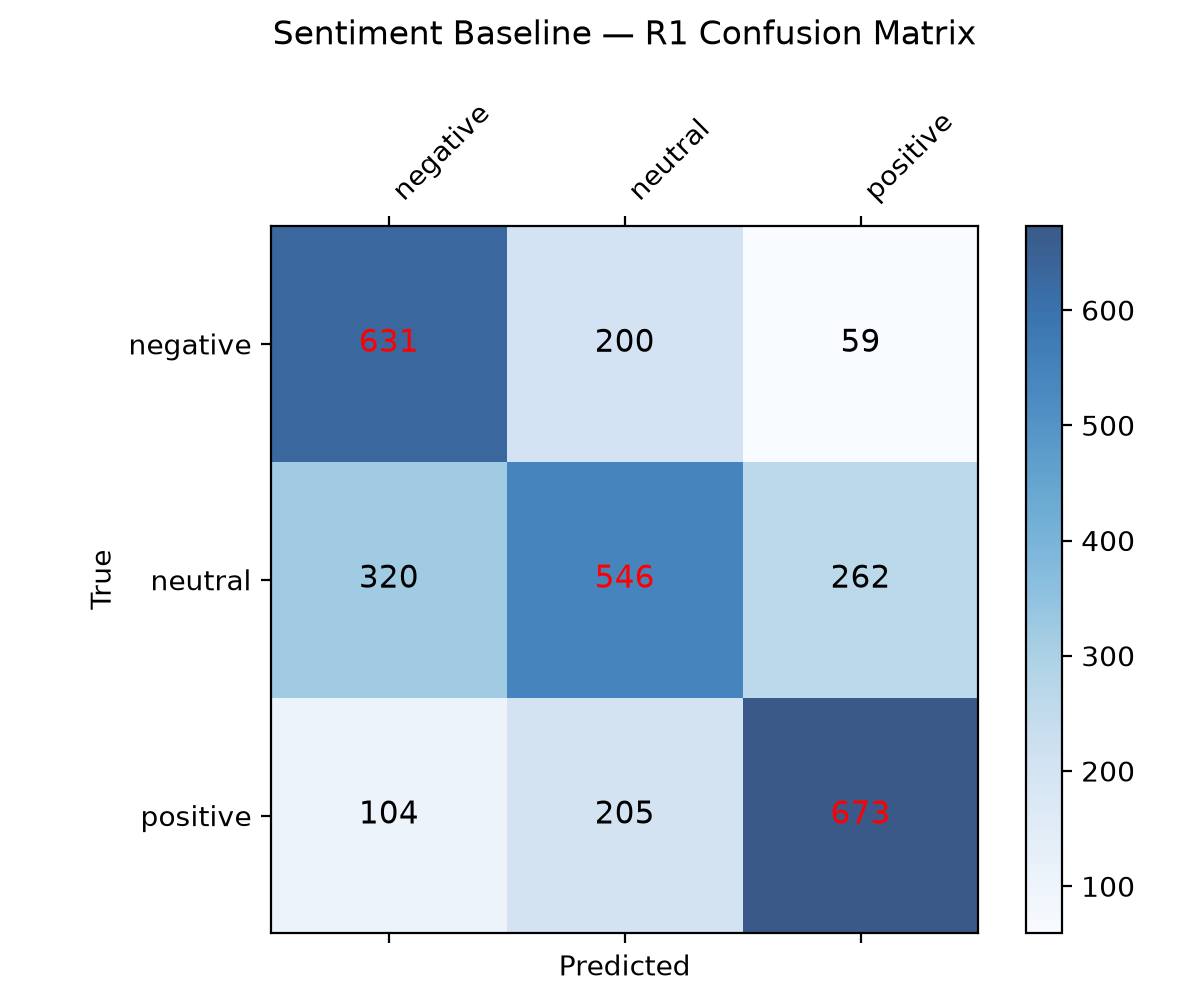 Sentiment Baseline — R1 Confusion Matrix
negative neutral positive
negative 631 200 59
neutral 320 546 262
positive 104 205 673
True
Predicted
600
500
400
300
200
100